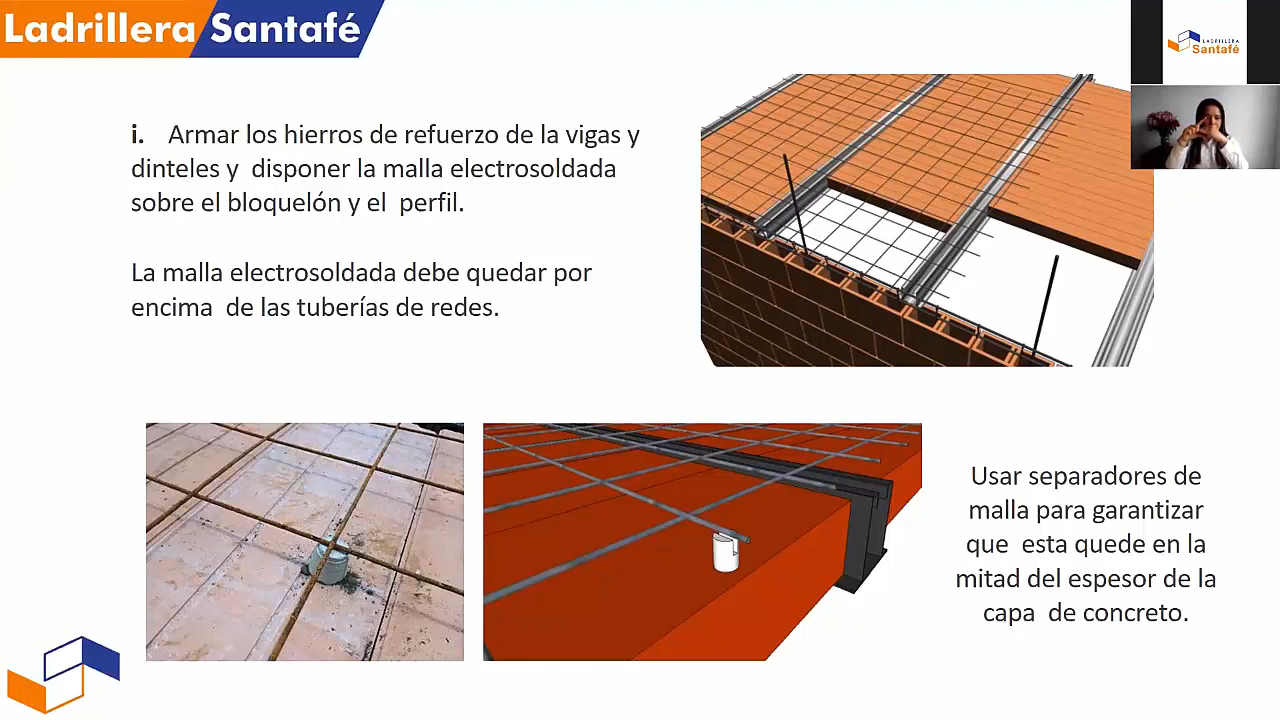 Ladrillera Santafé
LADRILLERA
Santafé
i. Armar los hierros de refuerzo de la vigas y
dinteles y disponer la malla electrosoldada
sobre el bloquelón y el perfil.
La malla electrosoldada debe quedar por
encima de las tuberías de redes.
Usar separadores de
malla para garantizar
que esta quede en la
mitad del espesor de la
capa de concreto.